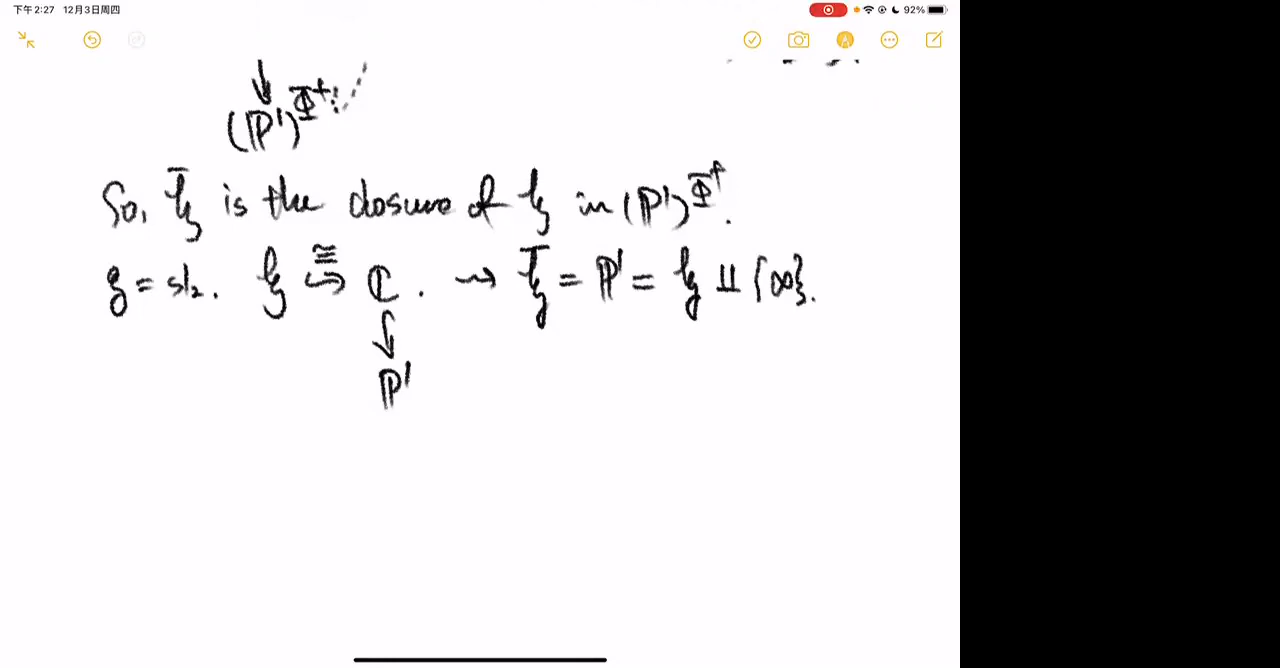 下午2:27 12月3日周四
92%
(ℙ¹)^Φ⁺
So, 𝔥̄ is the closure of 𝔥 in (ℙ¹)^Φ⁺.
𝔤 = sl₂. 𝔥 ≅↪ ℂ. ⇝ 𝔥̄ = ℙ¹ = 𝔥 ⨿ {∞}.
ℙ¹